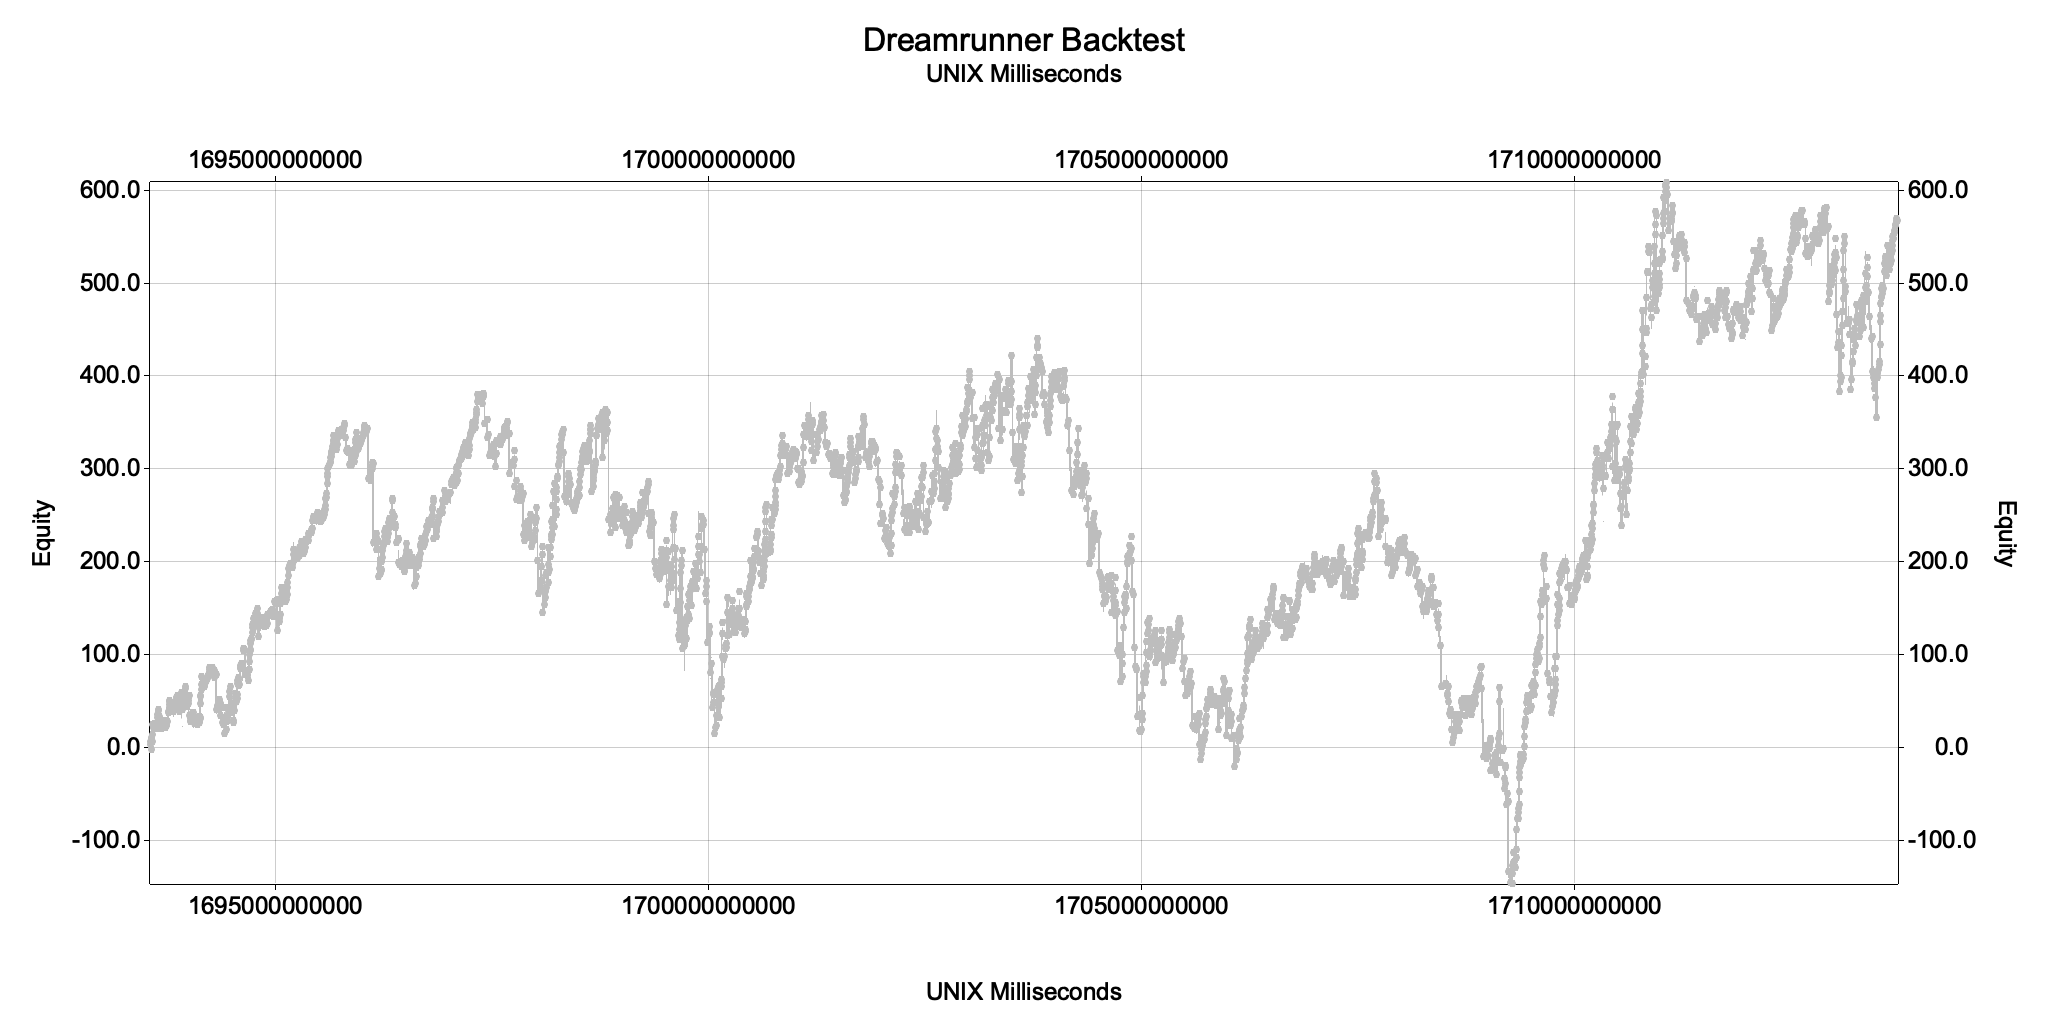 Dreamrunner Backtest
UNIX Milliseconds
1695000000000 1700000000000 1705000000000 1710000000000
600.0 600.0
500.0 500.0
400.0 400.0
300.0 300.0
Equity Equity
200.0 200.0
100.0 100.0
0.0 0.0
-100.0 -100.0
1695000000000 1700000000000 1705000000000 1710000000000
UNIX Milliseconds